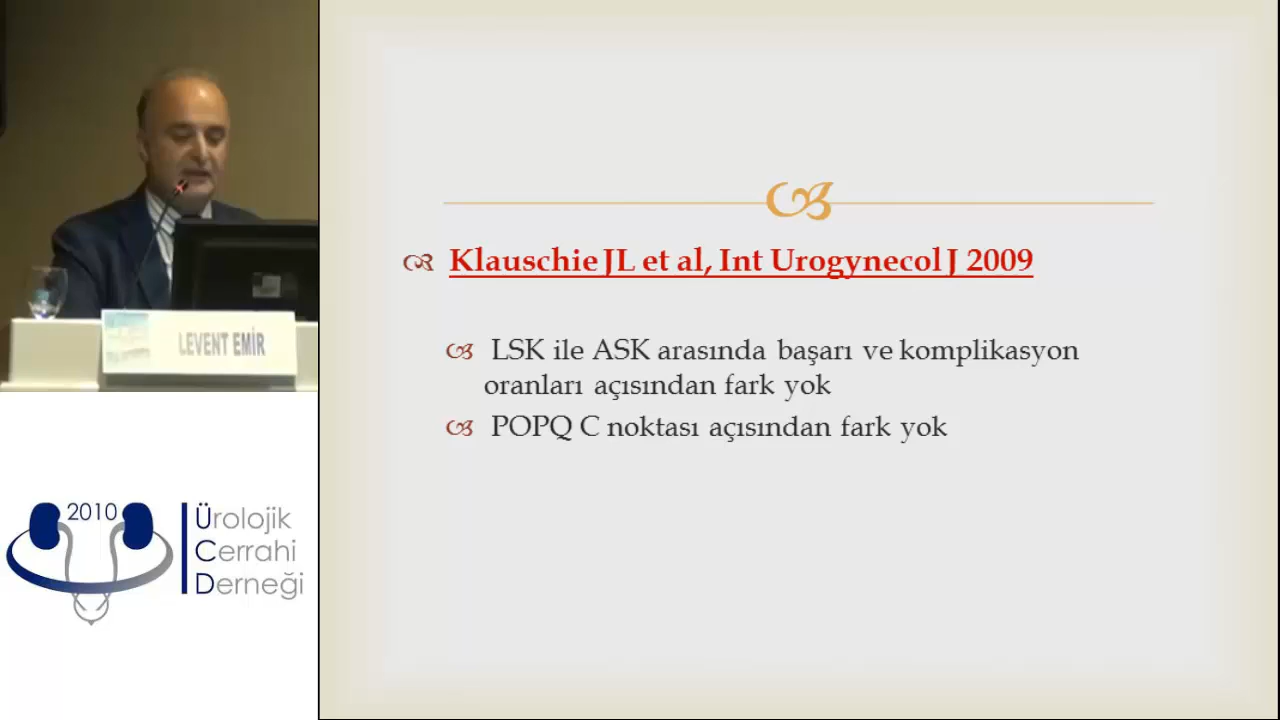 LEVENT EMİR
2010
Ürolojik
Cerrahi
Derneği
Klauschie JL et al, Int Urogynecol J 2009
LSK ile ASK arasında başarı ve komplikasyon
oranları açısından fark yok
POPQ C noktası açısından fark yok